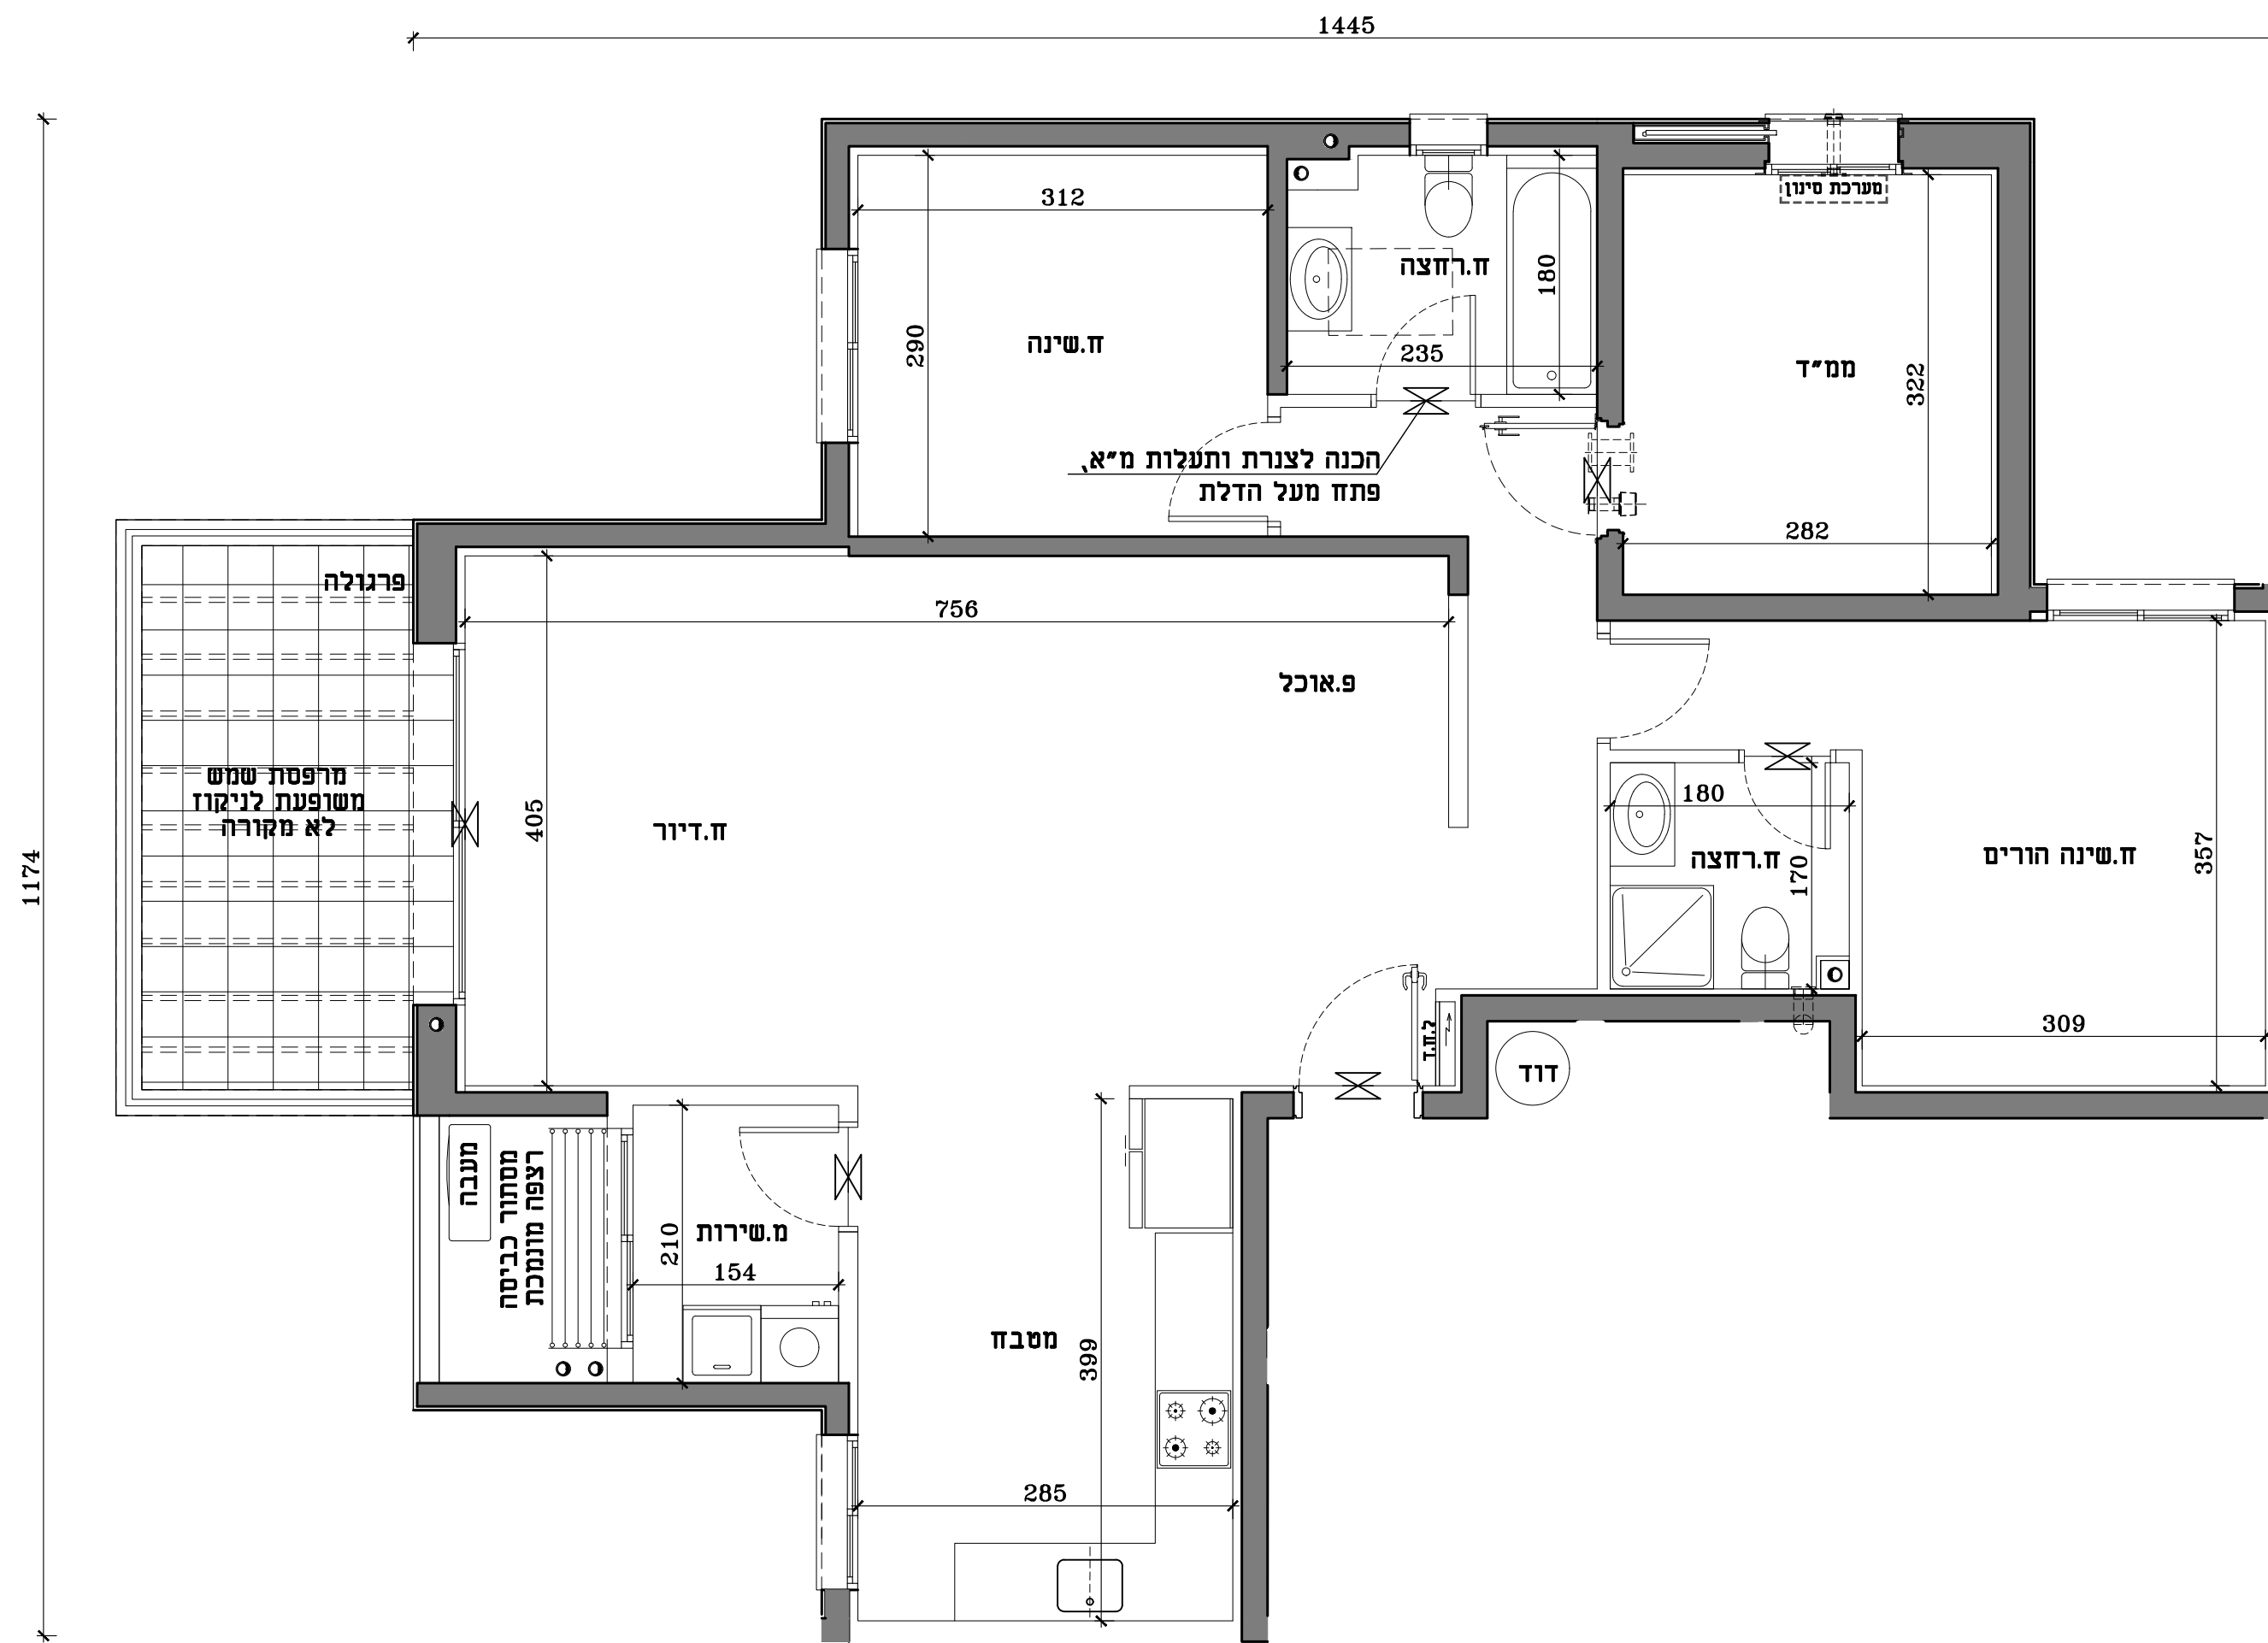 1445
מערכת סינון
312
180
ח.רחצה
290
ח.שינה
235
ממ"ד
322
הכנה לצנרת ותעלות מ"א,
פתח מעל הדלת
282
פרגולה
756
פ.אוכל
מרפסת שמש
משופעת לניקוז
לא מקורה
405
ח.דיור
180
ח.רחצה
170
ח.שינה הורים
357
1174
309
ל.ח.ד
דוד
מעבה
מסתור כביסה
רצפה מונמכת
210
מ.שירות
154
מטבח
399
285